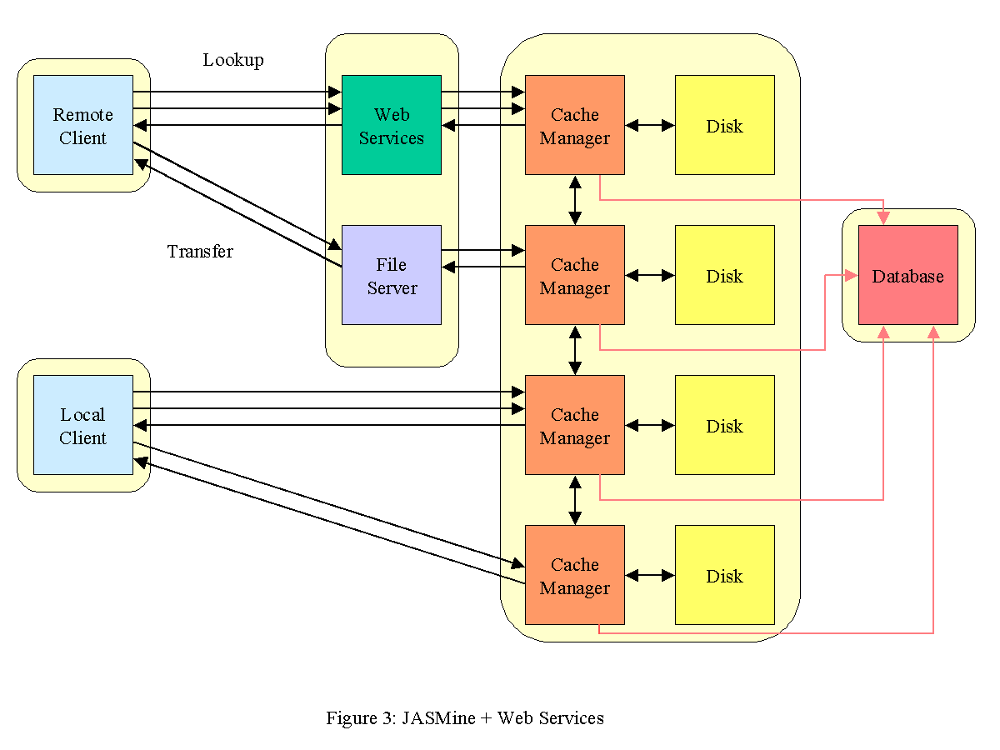 Lookup
Remote
Client
Web
Services
Cache
Manager
Disk
Transfer
File
Server
Cache
Manager
Disk
Database
Local
Client
Cache
Manager
Disk
Cache
Manager
Disk
Figure 3: JASMine + Web Services